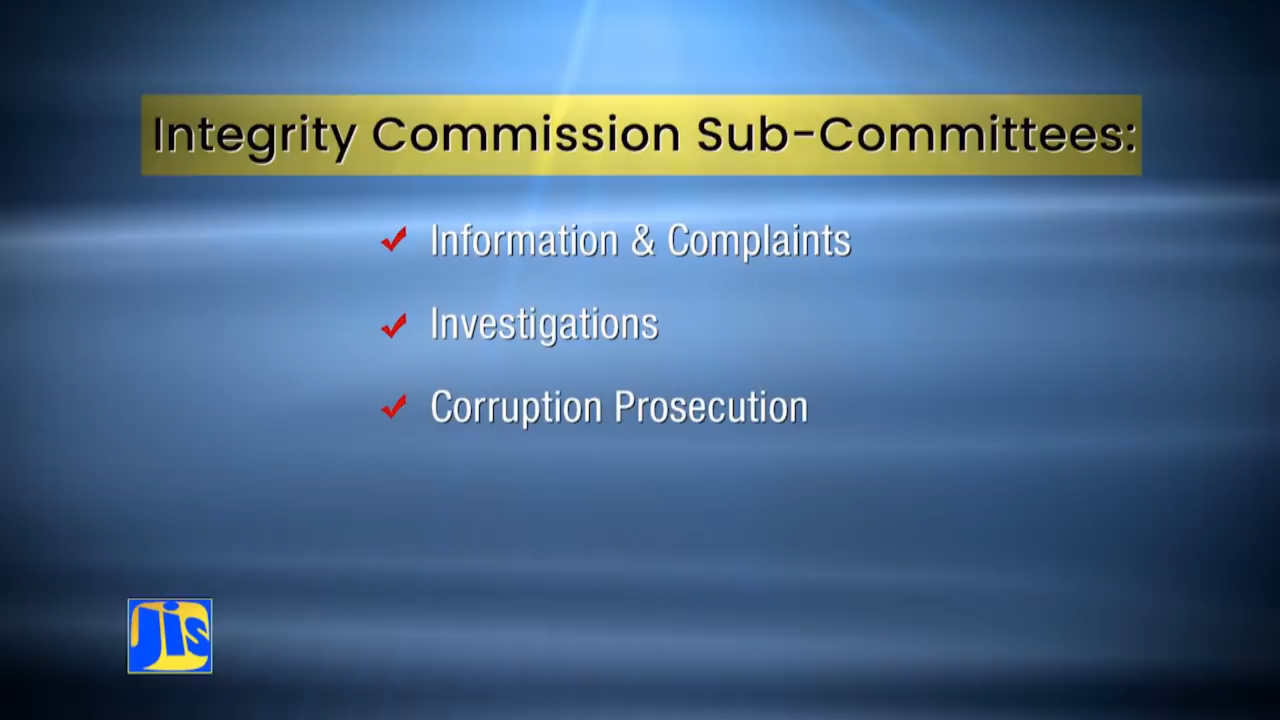 Integrity Commission Sub-Committees:
Information & Complaints
Investigations
Corruption Prosecution
Jis